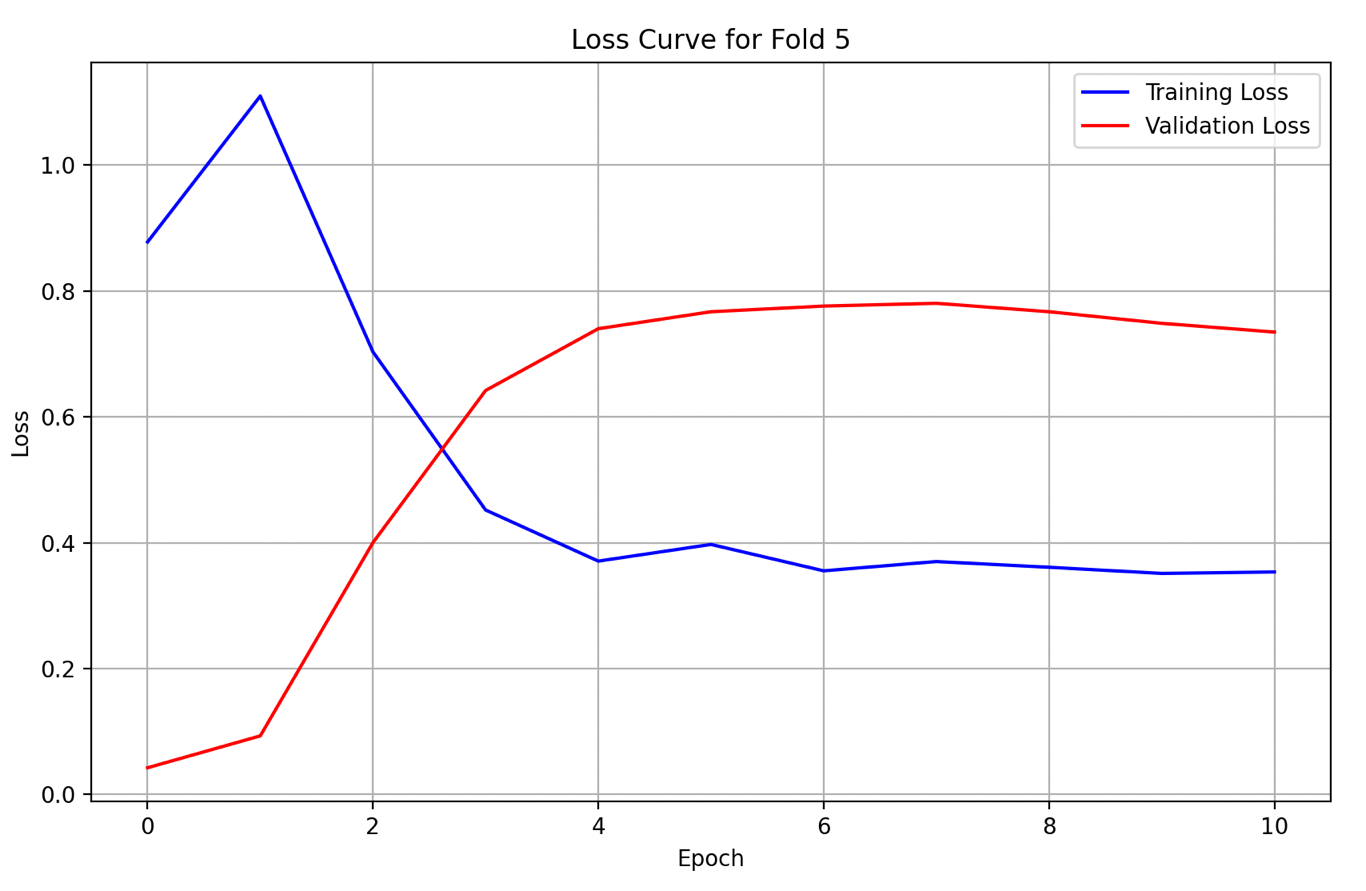 Loss Curve for Fold 5
Training Loss
Validation Loss
1.0
0.8
0.6
0.4
0.2
0.0
Loss
0 2 4 6 8 10
Epoch